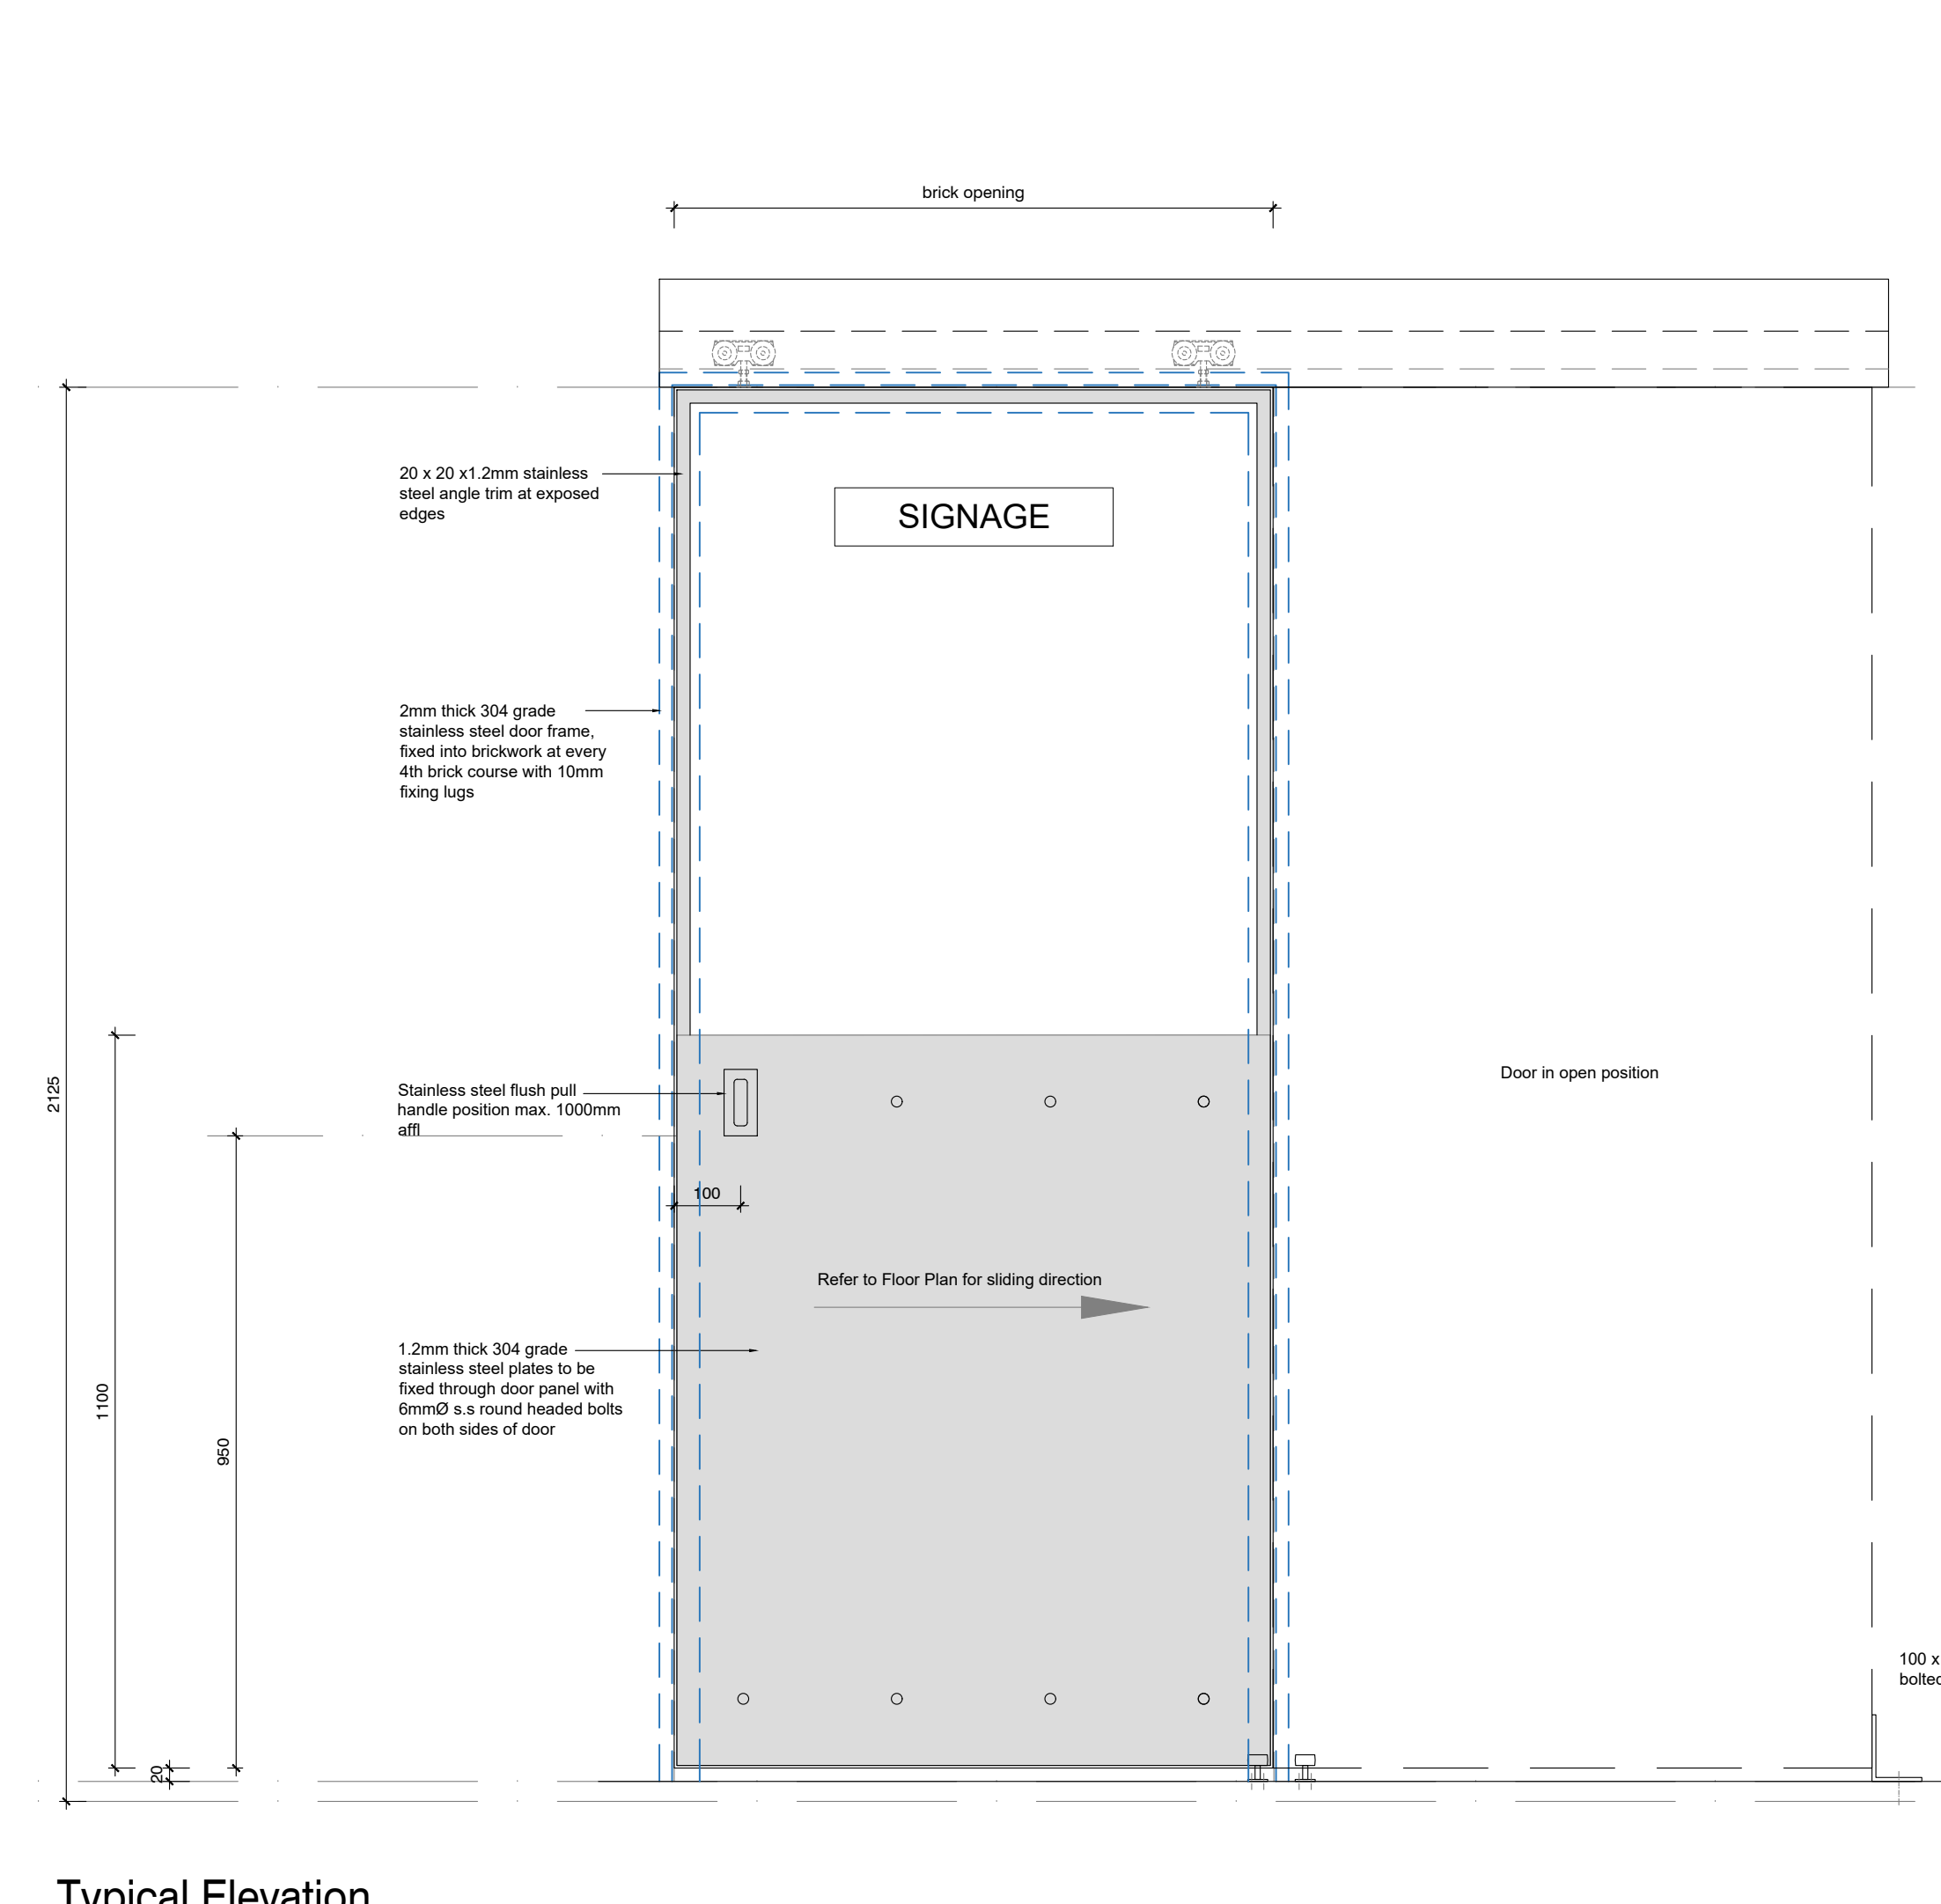 brick opening
20 x 20 x1.2mm stainless
steel angle trim at exposed
edges
SIGNAGE
2mm thick 304 grade
stainless steel door frame,
fixed into brickwork at every
4th brick course with 10mm
fixing lugs
2125
Stainless steel flush pull
handle position max. 1000mm
affl
Door in open position
100
Refer to Floor Plan for sliding direction
1.2mm thick 304 grade
stainless steel plates to be
fixed through door panel with
6mmØ s.s round headed bolts
on both sides of door
1100
950
100 x
bolted
20
Typical Elevation